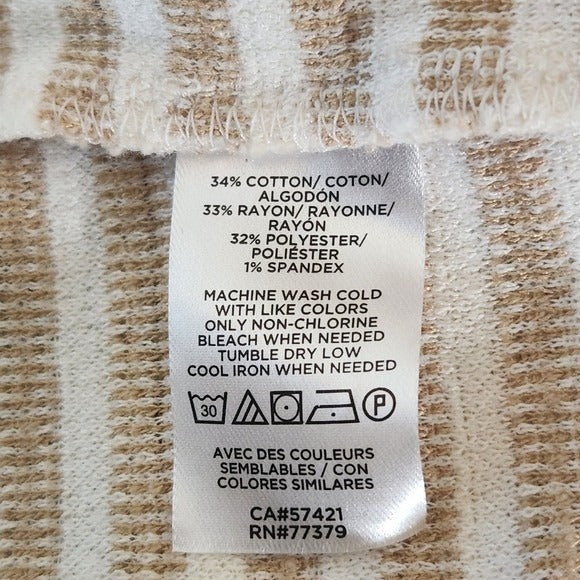 34% COTTON/ COTON/
ALGODÓN
33% RAYON/ RAYONNE/
RAYÓN
32% POLYESTER/
POLIÉSTER
1% SPANDEX
MACHINE WASH COLD
WITH LIKE COLORS
ONLY NON-CHLORINE
BLEACH WHEN NEEDED
TUMBLE DRY LOW
COOL IRON WHEN NEEDED
30 P
AVEC DES COULEURS
SEMBLABLES / CON
COLORES SIMILARES
CA#57421
RN#77379